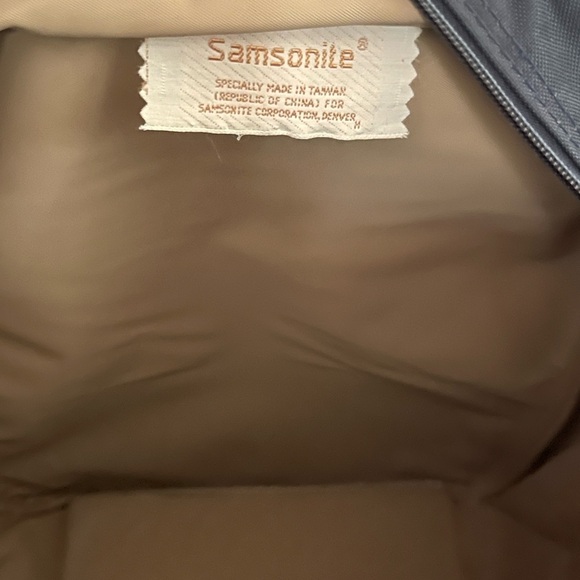 Samsonite®
SPECIALLY MADE IN TAIWAN
(REPUBLIC OF CHINA) FOR
SAMSONITE CORPORATION, DENVER